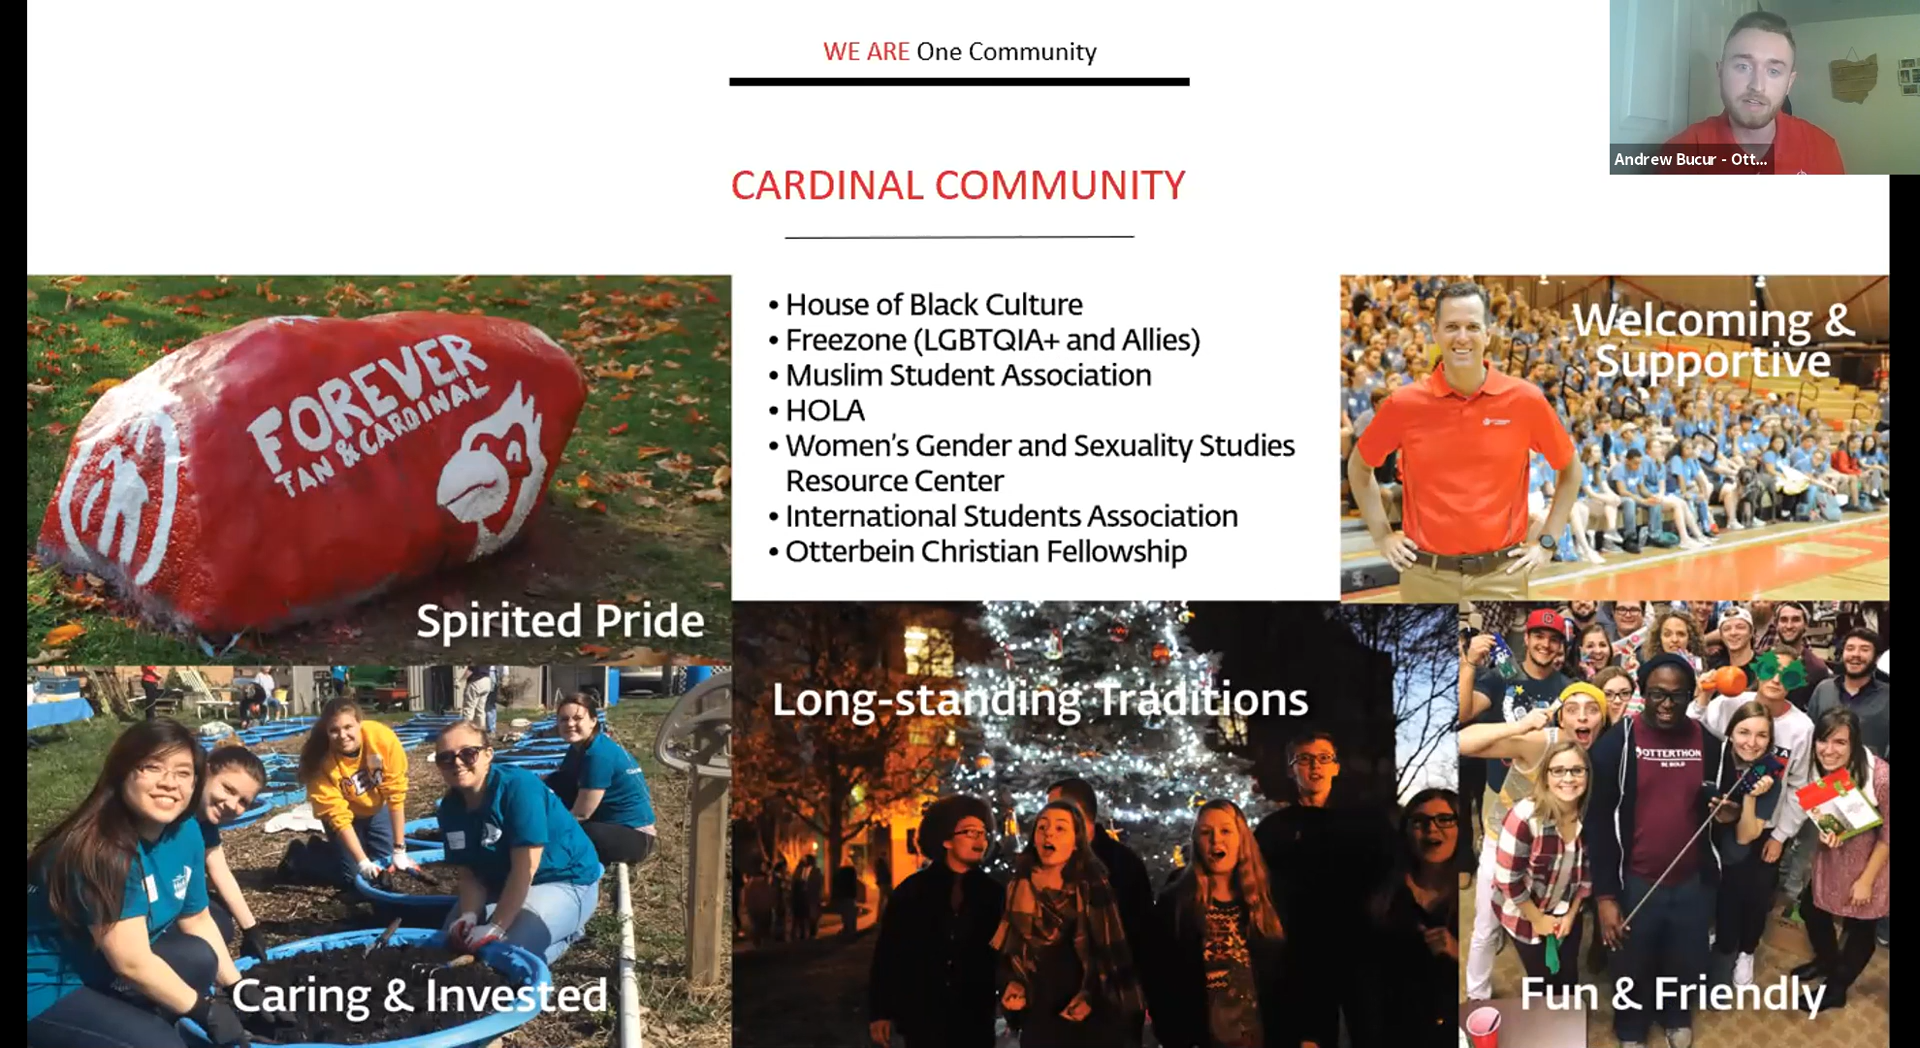 WE ARE One Community
Andrew Bucur - Ott...
CARDINAL COMMUNITY
• House of Black Culture
• Freezone (LGBTQIA+ and Allies)
• Muslim Student Association
• HOLA
• Women's Gender and Sexuality Studies
Resource Center
• International Students Association
• Otterbein Christian Fellowship
Welcoming &
Supportive
FOREVER
TAN & CARDINAL
Spirited Pride
Long-standing Traditions
OTTERTHON
BE BOLD
Caring & Invested
Fun & Friendly